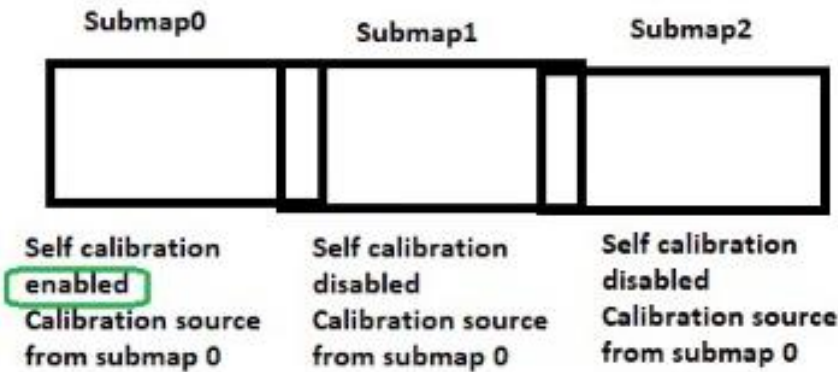 Submap0
Submap1
Submap2
Self calibration
enabled
Calibration source
from submap 0
Self calibration
disabled
Calibration source
from submap 0
Self calibration
disabled
Calibration source
from submap 0